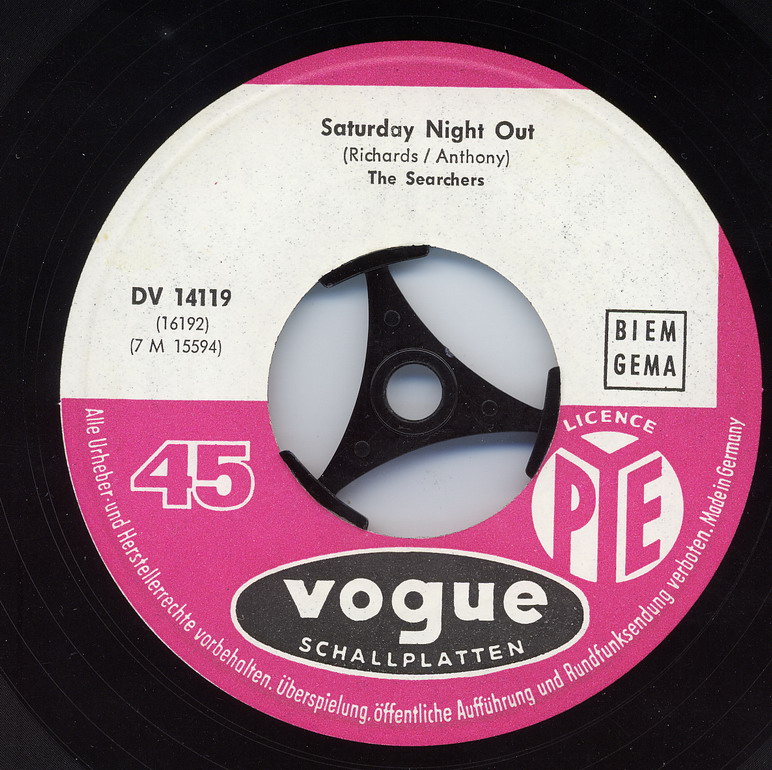 Saturday Night Out
(Richards / Anthony)
The Searchers
DV 14119
(16192)
(7 M 15594)
BIEM
GEMA
45
LICENCE
PYE
vogue
SCHALLPLATTEN
Alle Urheber- und Herstellerrechte vorbehalten. Überspielung, öffentliche Aufführung und Rundfunksendung verboten. Made in Germany